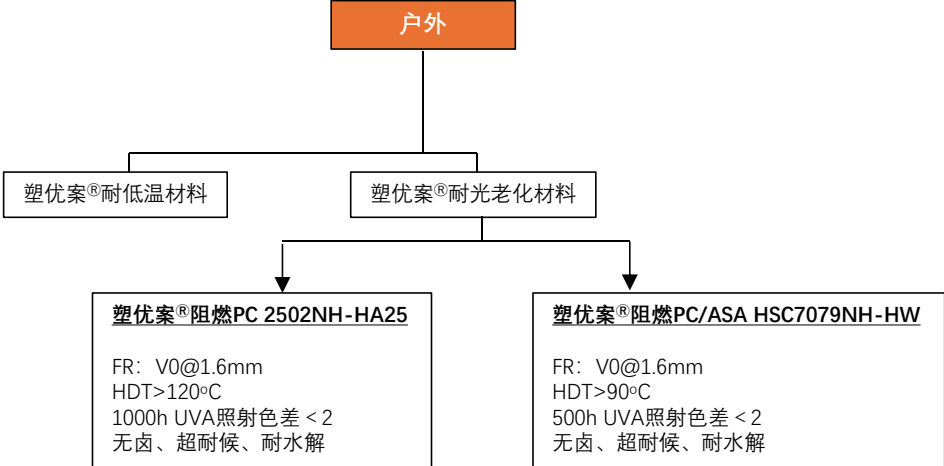 户外
塑优案®耐低温材料
塑优案®耐光老化材料
塑优案®阻燃PC 2502NH-HA25
FR：V0@1.6mm
HDT>120ºC
1000h UVA照射色差＜2
无卤、超耐候、耐水解
塑优案®阻燃PC/ASA HSC7079NH-HW
FR：V0@1.6mm
HDT>90ºC
500h UVA照射色差＜2
无卤、超耐候、耐水解